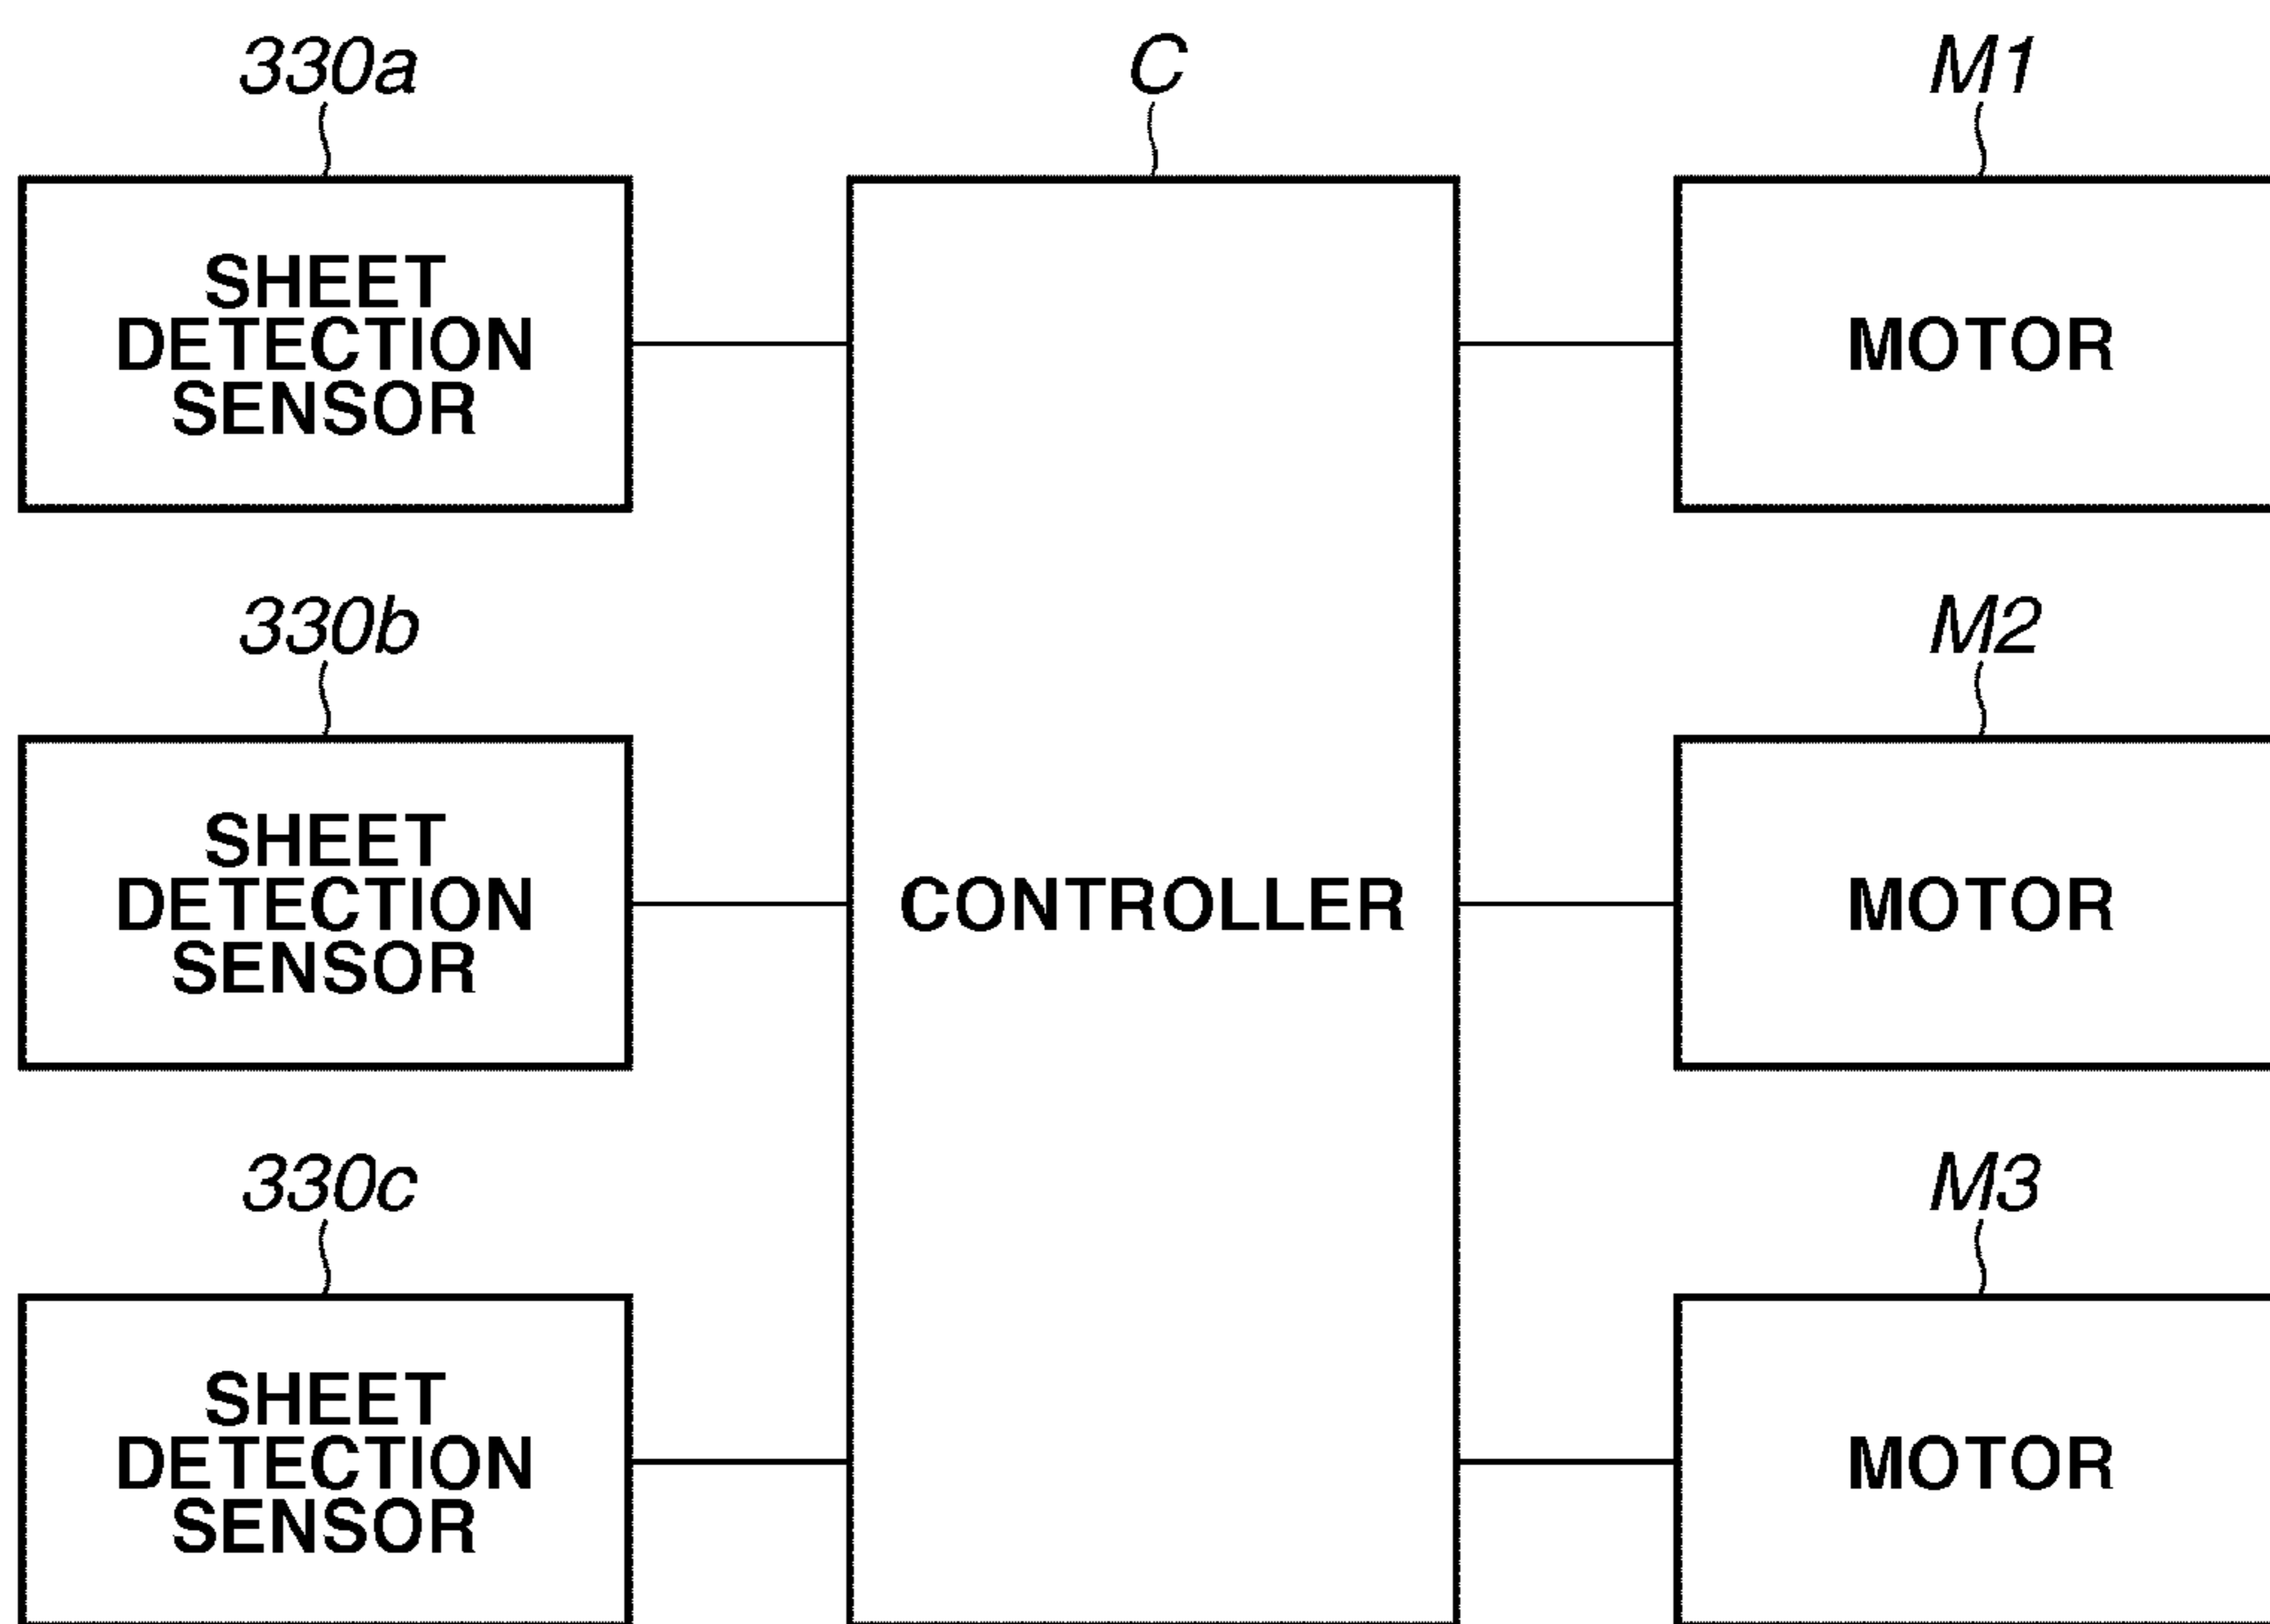 330a
C
M1
SHEET
DETECTION
SENSOR
MOTOR
330b
M2
SHEET
DETECTION
SENSOR
CONTROLLER
MOTOR
330c
M3
SHEET
DETECTION
SENSOR
MOTOR